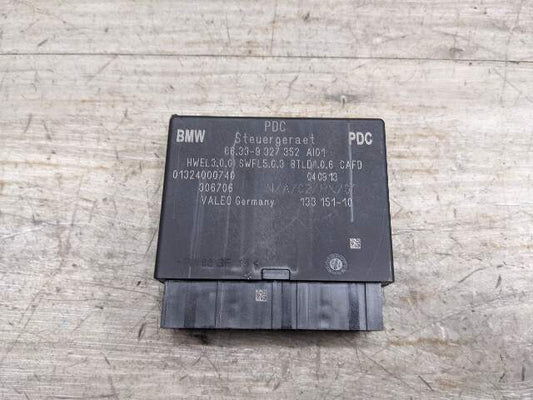 PDC
BMW Steuergeraet PDC
66.33-9 327 352 AI01
HWEL3.0.0 SWFL5.0.3 BTLD1.0.6 CAFD
01324000740 040913
306706
VALEO Germany 133 151-10